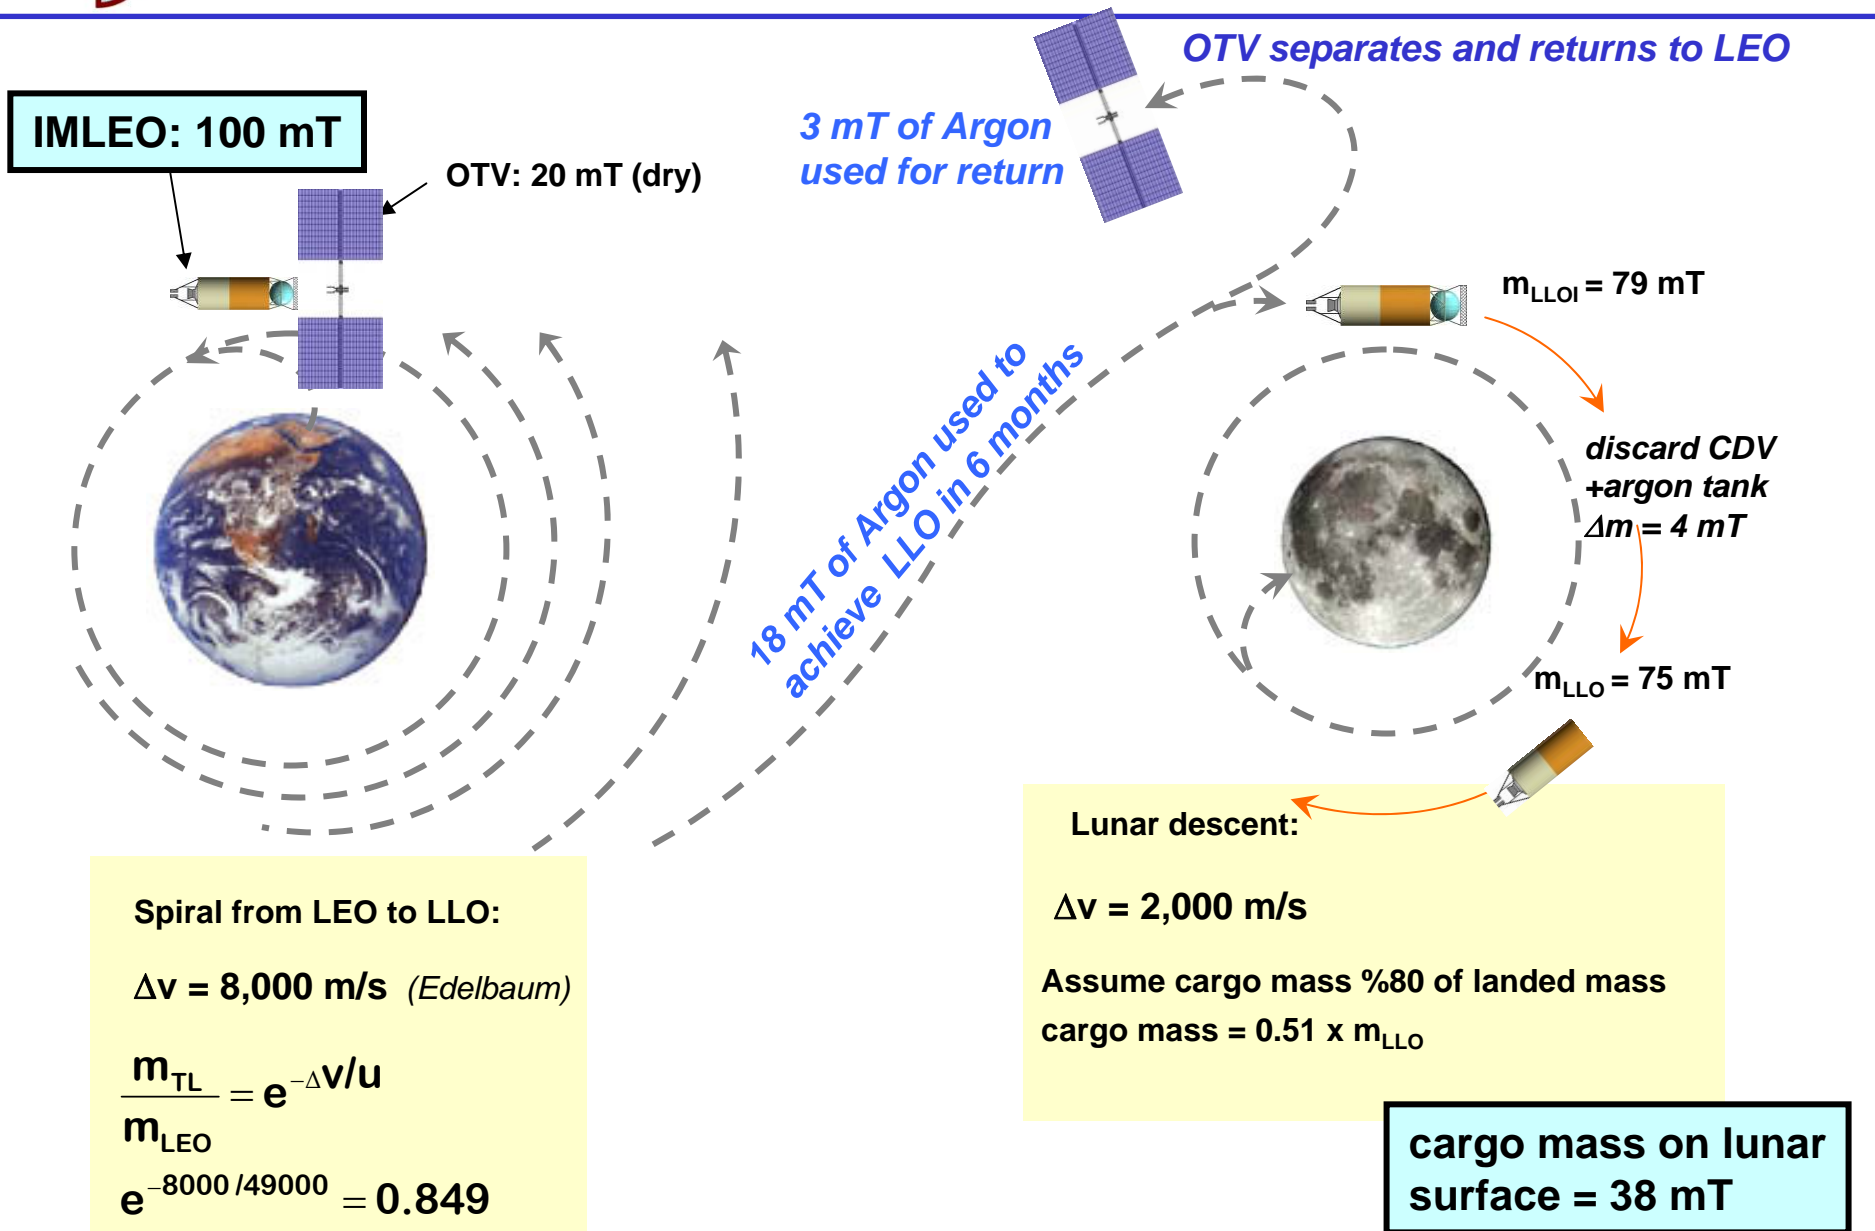 OTV separates and returns to LEO
IMLEO: 100 mT
OTV: 20 mT (dry)
3 mT of Argon
used for return
m_LLOI = 79 mT
18 mT of Argon used to
achieve LLO in 6 months
discard CDV
+argon tank
Δm = 4 mT
m_LLO = 75 mT
Spiral from LEO to LLO:
Δv = 8,000 m/s (Edelbaum)
m_TL / m_LEO = e^{-Δv/u}
e^{-8000/49000} = 0.849
Lunar descent:
Δv = 2,000 m/s
Assume cargo mass %80 of landed mass
cargo mass = 0.51 x m_LLO
cargo mass on lunar
surface = 38 mT